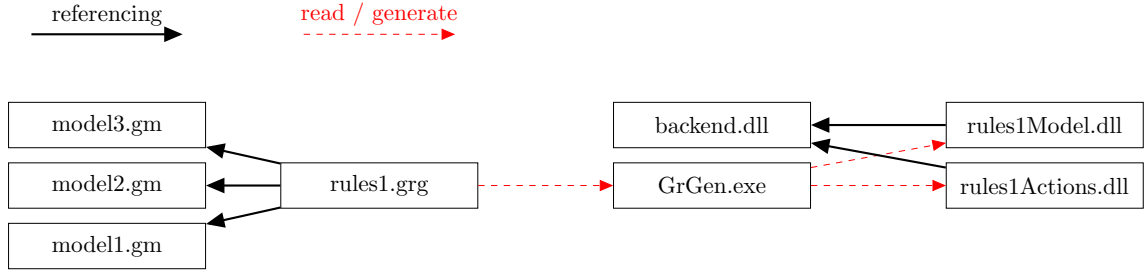 referencing
read / generate
model3.gm
backend.dll
rules1Model.dll
model2.gm
rules1.grg
GrGen.exe
rules1Actions.dll
model1.gm